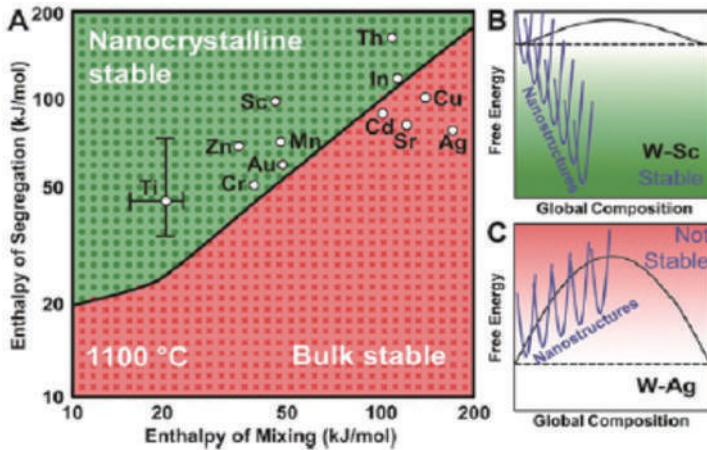 A
Enthalpy of Segregation (kJ/mol)
200
100
50
20
10
Nanocrystalline
stable
Th
In
Sc
Cu
Zn
Mn
Cd
Sr
Ag
Au
Cr
Ti
1100 °C
Bulk stable
10
20
50
100
200
Enthalpy of Mixing (kJ/mol)
B
Free Energy
Nanostructures
W-Sc
Stable
Global Composition
C
Free Energy
Not
Stable
Nanostructures
W-Ag
Global Composition